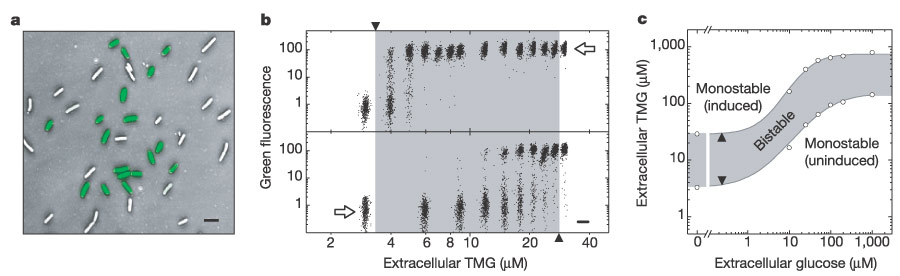 a
b
c
Green fluorescence
100
10
1
100
10
1
2
4
6
8
10
20
40
Extracellular TMG (μM)
Extracellular TMG (μM)
1,000
100
10
1
Monostable
(induced)
Bistable
Monostable
(uninduced)
0
1
10
100
1,000
Extracellular glucose (μM)